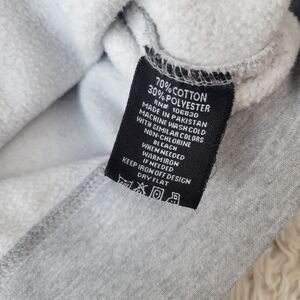 70% COTTON
30% POLYESTER
RN# 106830
MADE IN PAKISTAN
MACHINE WASH COLD
WITH SIMILAR COLORS
NON-CHLORINE
BLEACH
WHEN NEEDED
WARM IRON
IF NEEDED
KEEP IRON OFF DESIGN
DRY FLAT